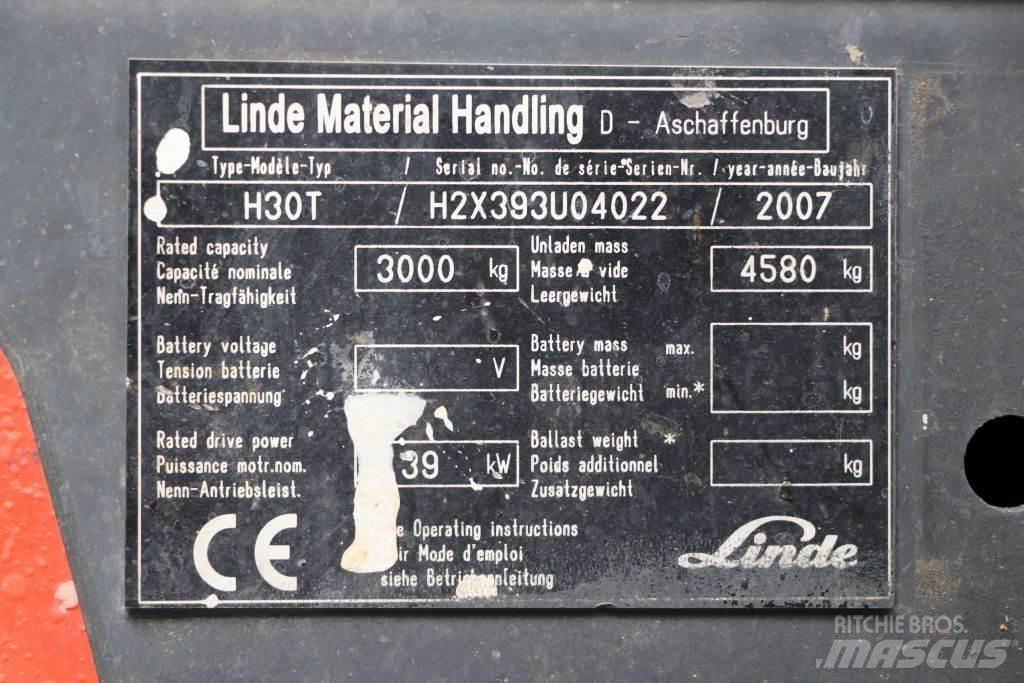 Linde Material Handling D - Aschaffenburg
Type-Modèle-Typ / Serial no.-No. de série-Serien-Nr. / year-année-Baujahr
H30T / H2X393U04022 / 2007
Rated capacity
Capacité nominale
Nenn-Tragfähigkeit
3000 kg
Unladen mass
Masse vide
Leergewicht
4580 kg
Battery voltage
Tension batterie
Batteriespannung
V
Battery mass max.
Masse batterie
Batteriegewicht min.*
kg
kg
Rated drive power
Puissance motr.nom.
Nenn-Antriebsleist.
39 kW
Ballast weight *
Poids additionnel
Zusatzgewicht
kg
CE
Operating instructions
Mode d'emploi
siehe Betriebsanleitung
Linde
RITCHIE BROS.
MASCUS